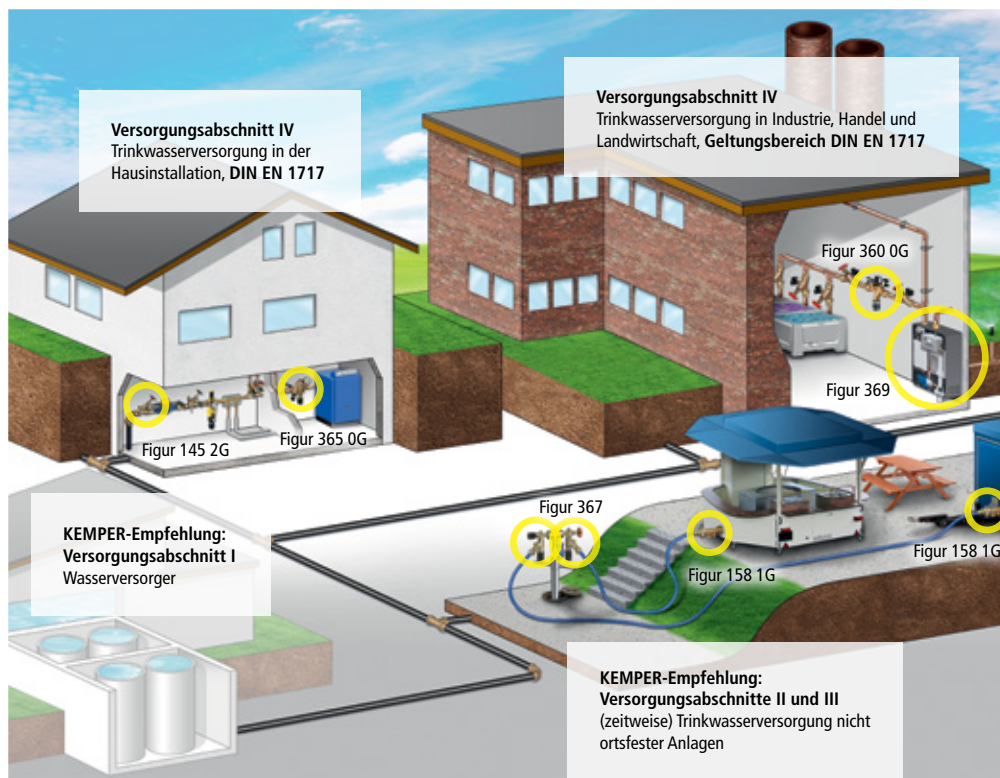 Versorgungsabschnitt IV
Trinkwasserversorgung in der
Hausinstallation, DIN EN 1717
Versorgungsabschnitt IV
Trinkwasserversorgung in Industrie, Handel und
Landwirtschaft, Geltungsbereich DIN EN 1717
Figur 360 0G
Figur 369
Figur 145 2G
Figur 365 0G
KEMPER-Empfehlung:
Versorgungsabschnitt I
Wasserversorger
Figur 367
Figur 158 1G
Figur 158 1G
KEMPER-Empfehlung:
Versorgungsabschnitte II und III
(zeitweise) Trinkwasserversorgung nicht
ortsfester Anlagen